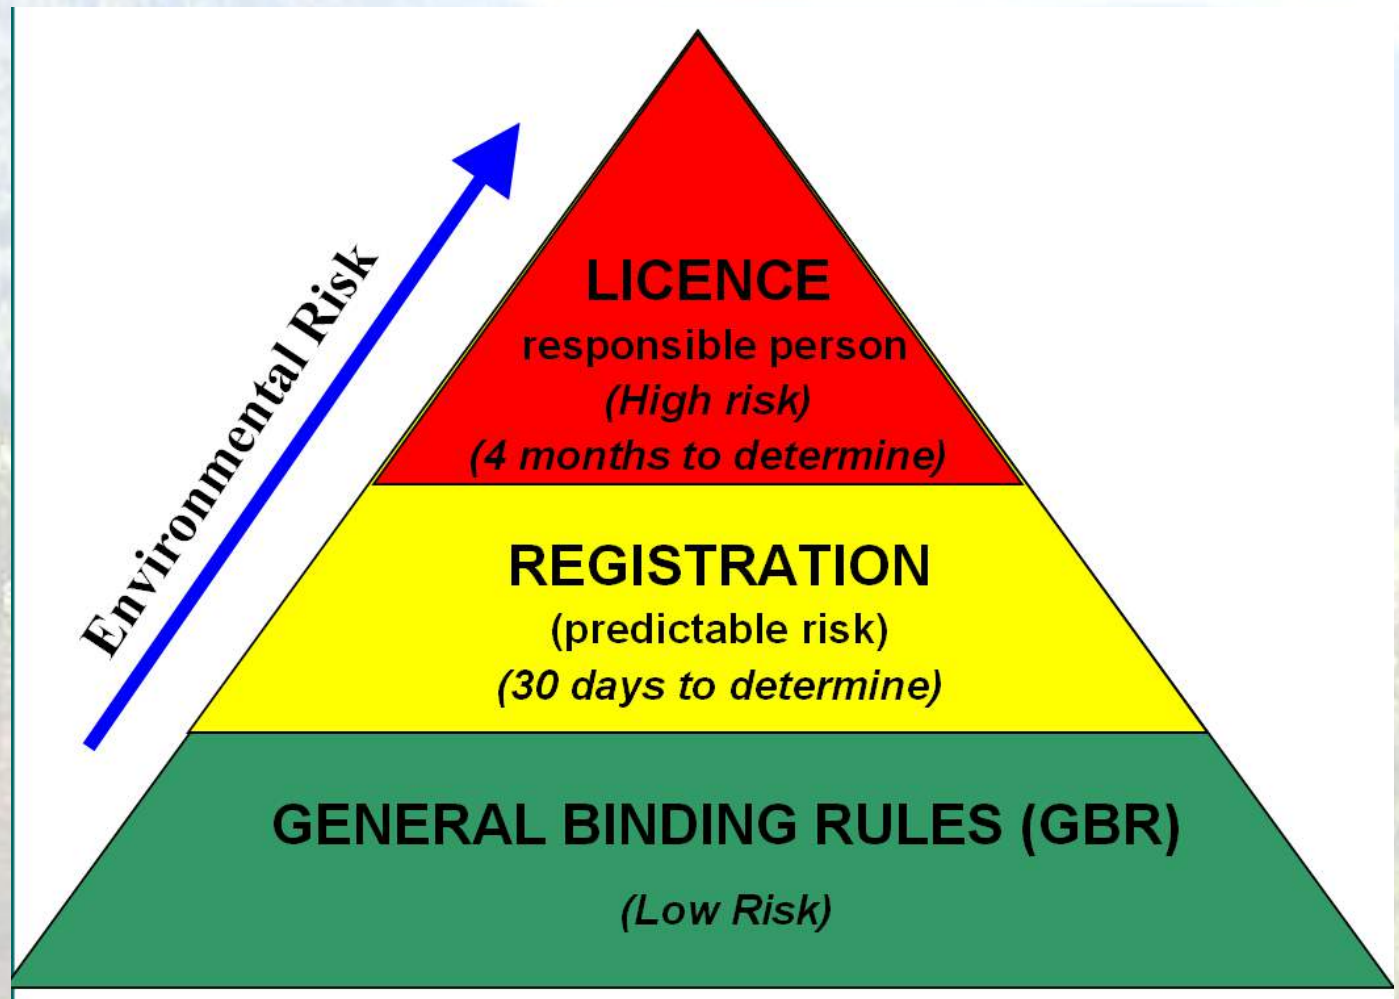 Environmental Risk
LICENCE
responsible person
(High risk)
(4 months to determine)
REGISTRATION
(predictable risk)
(30 days to determine)
GENERAL BINDING RULES (GBR)
(Low Risk)